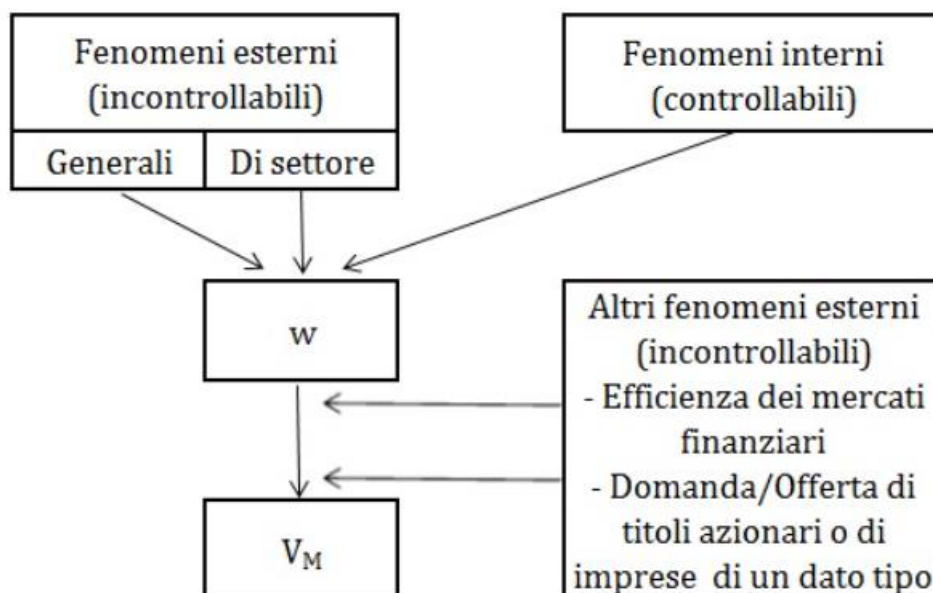 Fenomeni esterni
(incontrollabili)
Generali
Di settore
Fenomeni interni
(controllabili)
w
Altri fenomeni esterni
(incontrollabili)
- Efficienza dei mercati
finanziari
- Domanda/Offerta di
titoli azionari o di
imprese di un dato tipo
V_M